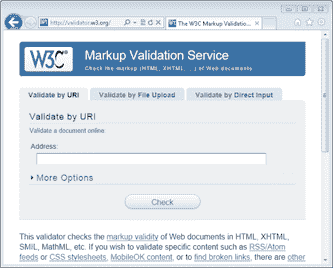 http://validator.w3.org/
The W3C Markup Validatio...
W3C
Markup Validation Service
Check the markup (HTML, XHTML, ...) of Web documents
Validate by URI
Validate by File Upload
Validate by Direct Input
Validate by URI
Validate a document online:
Address:
More Options
Check
This validator checks the markup validity of Web documents in HTML, XHTML,
SMIL, MathML, etc. If you wish to validate specific content such as RSS/Atom
feeds or CSS stylesheets, MobileOK content, or to find broken links, there are other